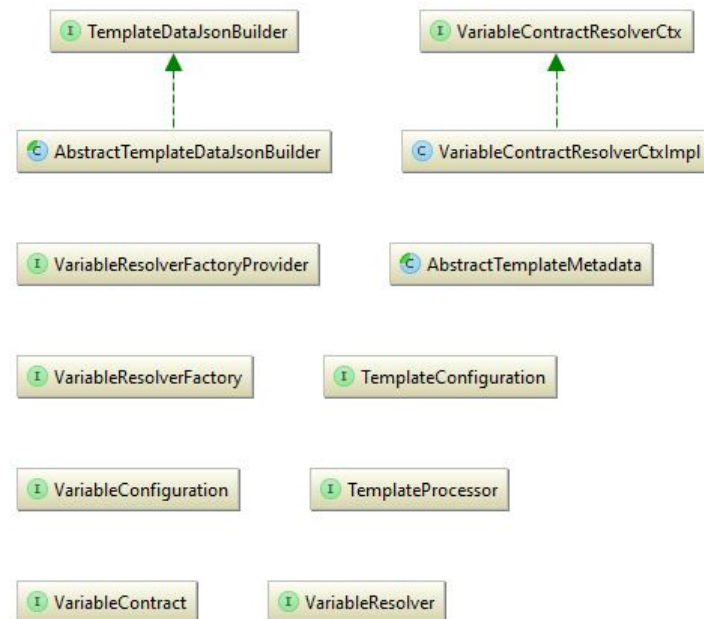 I TemplateDataJsonBuilder
I VariableContractResolverCtx
C AbstractTemplateDataJsonBuilder
C VariableContractResolverCtxImpl
I VariableResolverFactoryProvider
C AbstractTemplateMetadata
I VariableResolverFactory
I TemplateConfiguration
I VariableConfiguration
I TemplateProcessor
I VariableContract
I VariableResolver